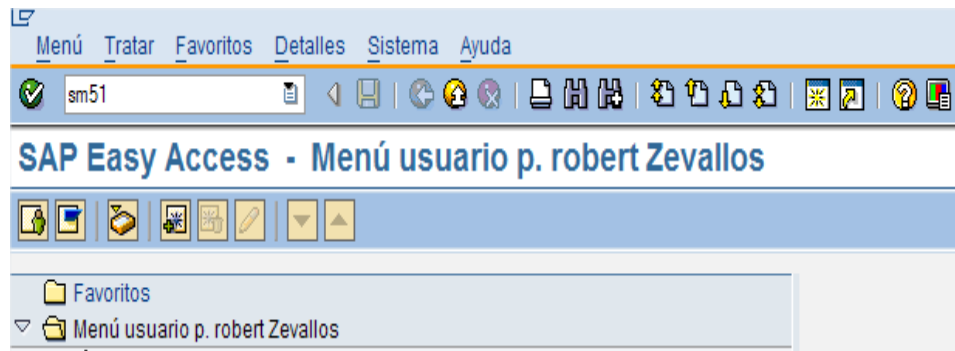 Menú Tratar Favoritos Detalles Sistema Ayuda
sm51
SAP Easy Access - Menú usuario p. robert Zevallos
Favoritos
Menú usuario p. robert Zevallos